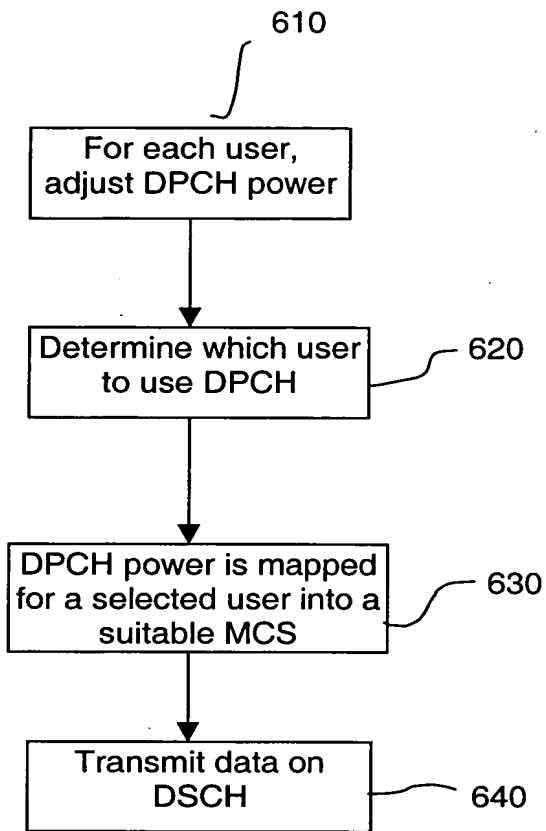 610
For each user,
adjust DPCH power
Determine which user
to use DPCH
620
DPCH power is mapped
for a selected user into a
suitable MCS
630
Transmit data on
DSCH
640